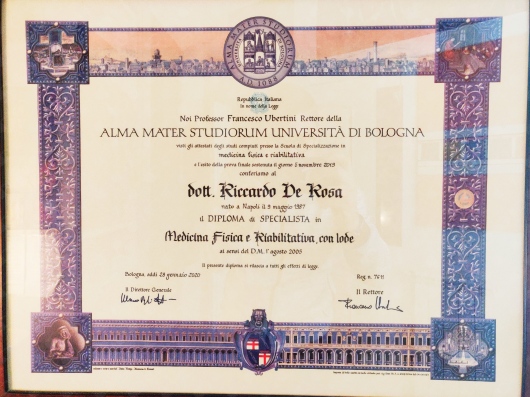 ALMA MATER STUDIORUM
A.D. 1088
Repubblica Italiana
In nome della Legge
Noi Professor Francesco Ubertini Rettore della
ALMA MATER STUDIORUM UNIVERSITÀ DI BOLOGNA
visti gli attestati degli studi compiuti presso la Scuola di Specializzazione in
medicina fisica e riabilitativa
e l'esito della prova finale sostenuta il giorno 2 novembre 2019
conferiamo al
dott. Riccardo De Rosa
nato a Napoli il 3 maggio 1987
il DIPLOMA di SPECIALISTA in
Medicina Fisica e Riabilitativa, con lode
ai sensi del D.M. 1° agosto 2005
Il presente diploma si rilascia a tutti gli effetti di legge.
Bologna, addì 28 gennaio 2020
Reg. n. 7011
Il Direttore Generale
Il Rettore